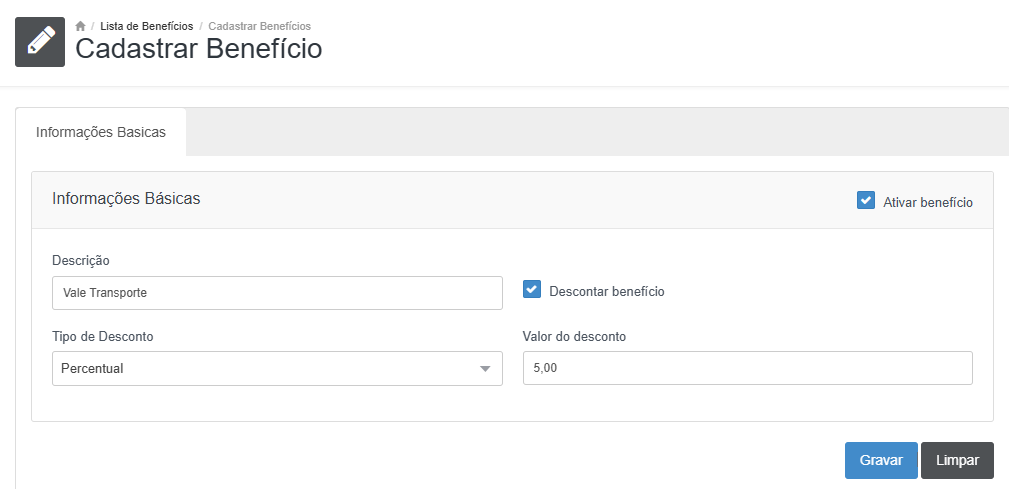 / Lista de Benefícios / Cadastrar Benefícios
Cadastrar Benefício
Informações Basicas
Informações Básicas
Ativar benefício
Descrição
Vale Transporte
Descontar benefício
Tipo de Desconto
Valor do desconto
Percentual
5,00
Gravar
Limpar